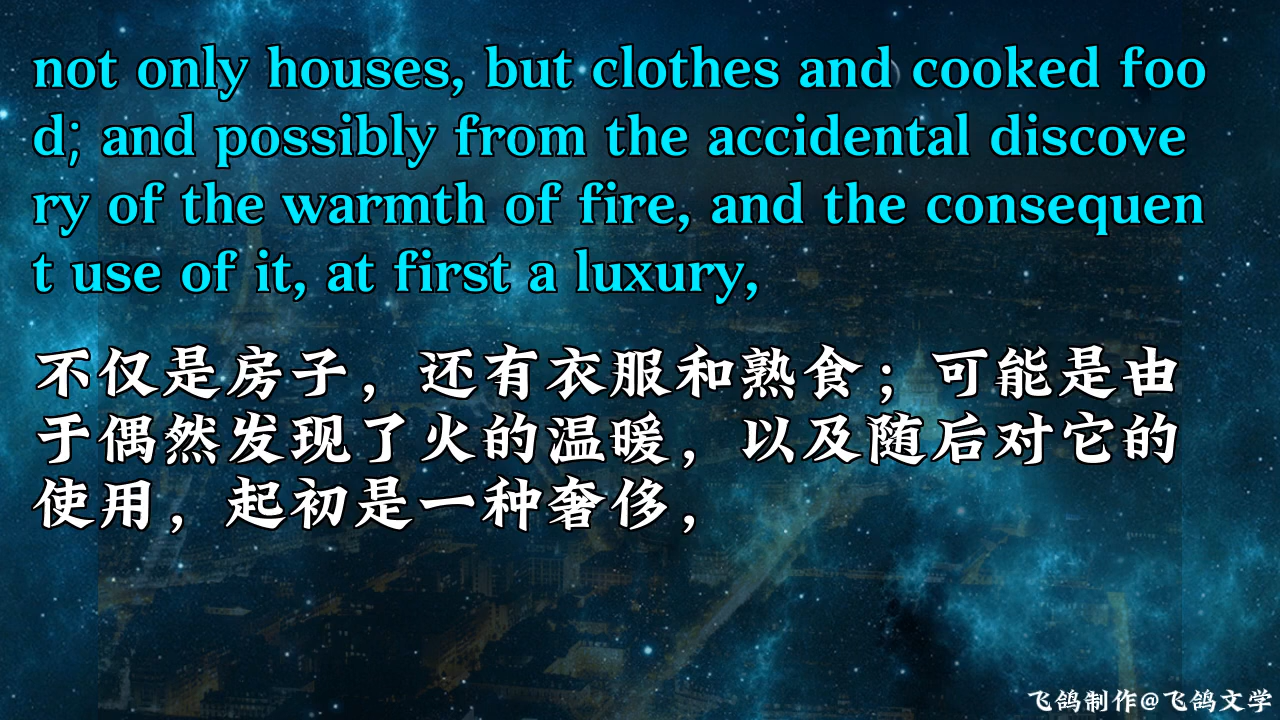 not only houses, but clothes and cooked foo
d; and possibly from the accidental discove
ry of the warmth of fire, and the consequen
t use of it, at first a luxury,
不仅是房子，还有衣服和熟食；可能是由
于偶然发现了火的温暖，以及随后对它的
使用，起初是一种奢侈，
飞鸽制作@飞鸽文学